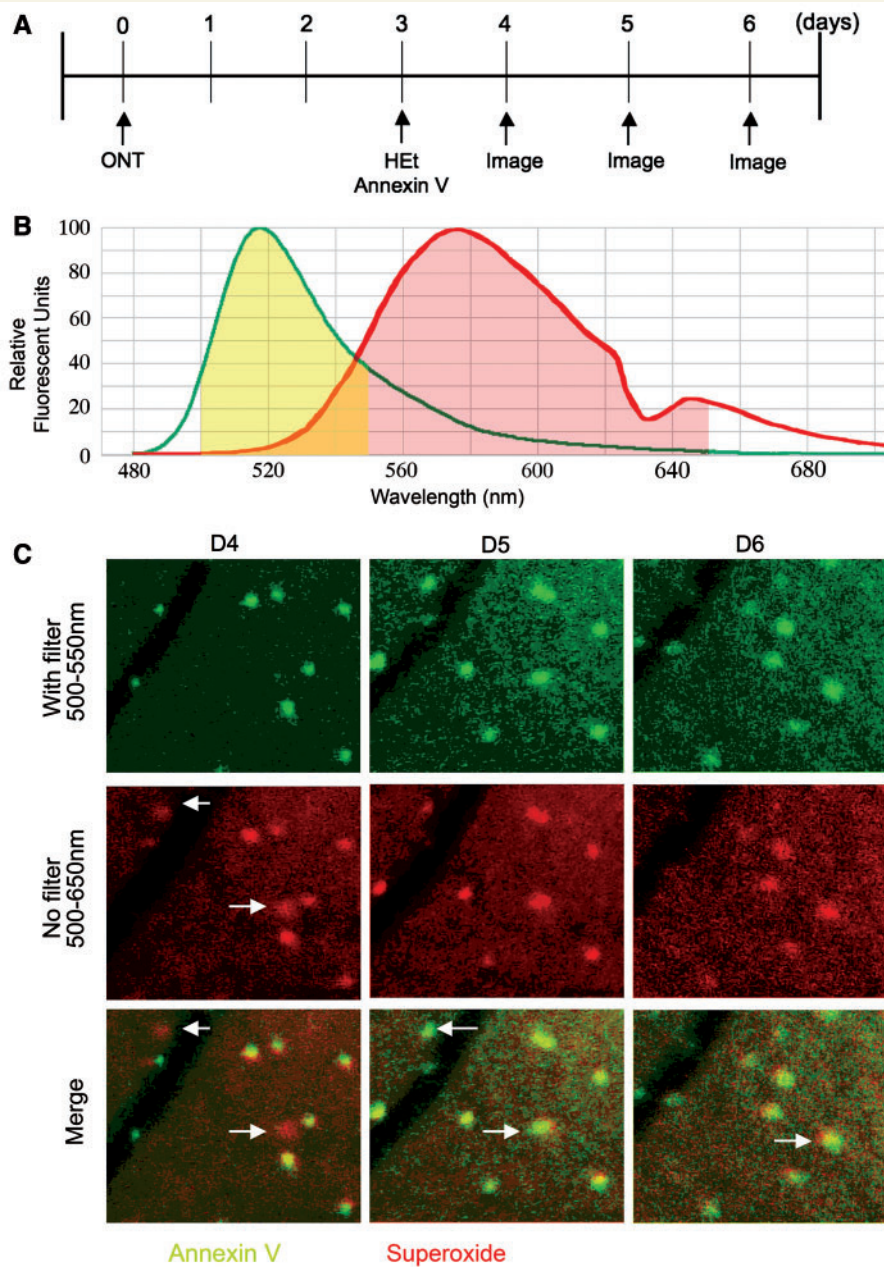 A
0 1 2 3 4 5 6 (days)
ONT HEt Image Image Image
Annexin V
B
Relative
Fluorescent Units
100
80
60
40
20
0
480 520 560 600 640 680
Wavelength (nm)
C
D4 D5 D6
With filter
500-550nm
No filter
500-650nm
Merge
Annexin V Superoxide